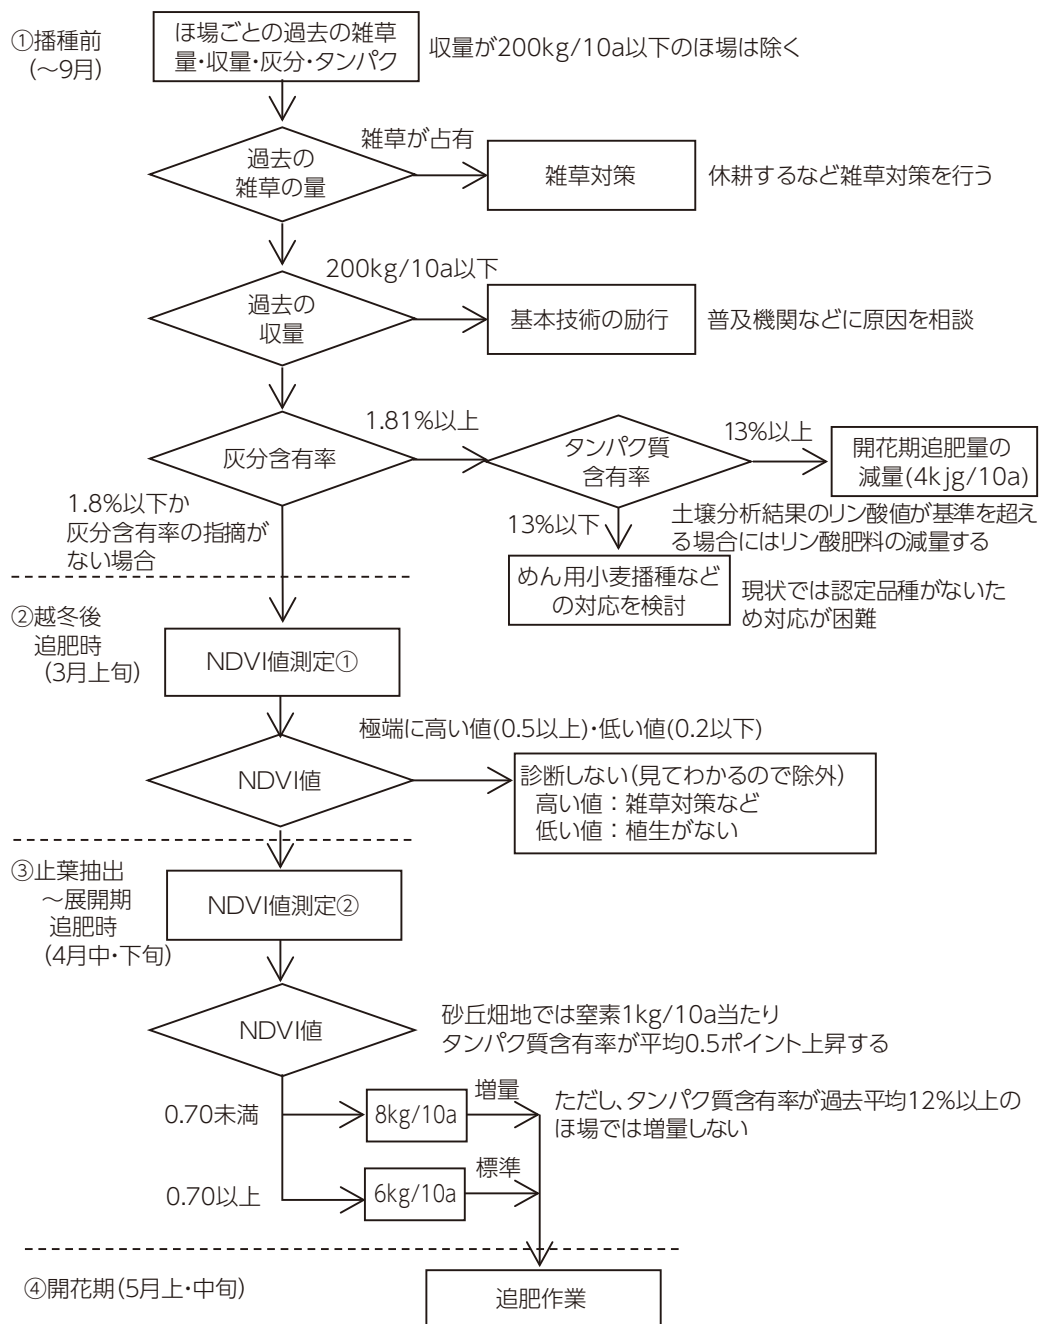 ①播種前
(〜9月)
ほ場ごとの過去の雑草
量・収量・灰分・タンパク
収量が200kg/10a以下のほ場は除く
過去の
雑草の量
雑草が占有
雑草対策
休耕するなど雑草対策を行う
過去の
収量
200kg/10a以下
基本技術の励行
普及機関などに原因を相談
灰分含有率
1.81%以上
タンパク質
含有率
13%以上
開花期追肥量の
減量(4kjg/10a)
土壌分析結果のリン酸値が基準を超え
る場合にはリン酸肥料の減量する
13%以下
めん用小麦播種など
の対応を検討
現状では認定品種がないた
め対応が困難
1.8%以下か
灰分含有率の指摘が
ない場合
②越冬後
追肥時
(3月上旬)
NDVI値測定①
NDVI値
極端に高い値(0.5以上)・低い値(0.2以下)
診断しない(見てわかるので除外)
高い値：雑草対策など
低い値：植生がない
③止葉抽出
〜展開期
追肥時
(4月中・下旬)
NDVI値測定②
NDVI値
砂丘畑地では窒素1kg/10a当たり
タンパク質含有率が平均0.5ポイント上昇する
0.70未満
8kg/10a
増量
ただし、タンパク質含有率が過去平均12%以上の
ほ場では増量しない
0.70以上
6kg/10a
標準
④開花期(5月上・中旬)
追肥作業